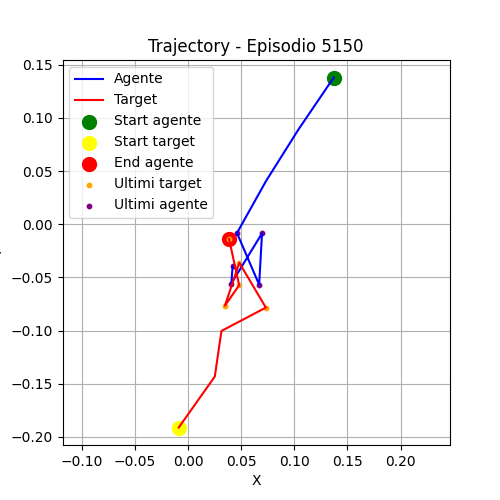 Trajectory - Episodio 5150
0.15
0.10
0.05
0.00
−0.05
−0.10
−0.15
−0.20
Agente
Target
Start agente
Start target
End agente
Ultimi target
Ultimi agente
−0.10
−0.05
0.00
0.05
0.10
0.15
0.20
X